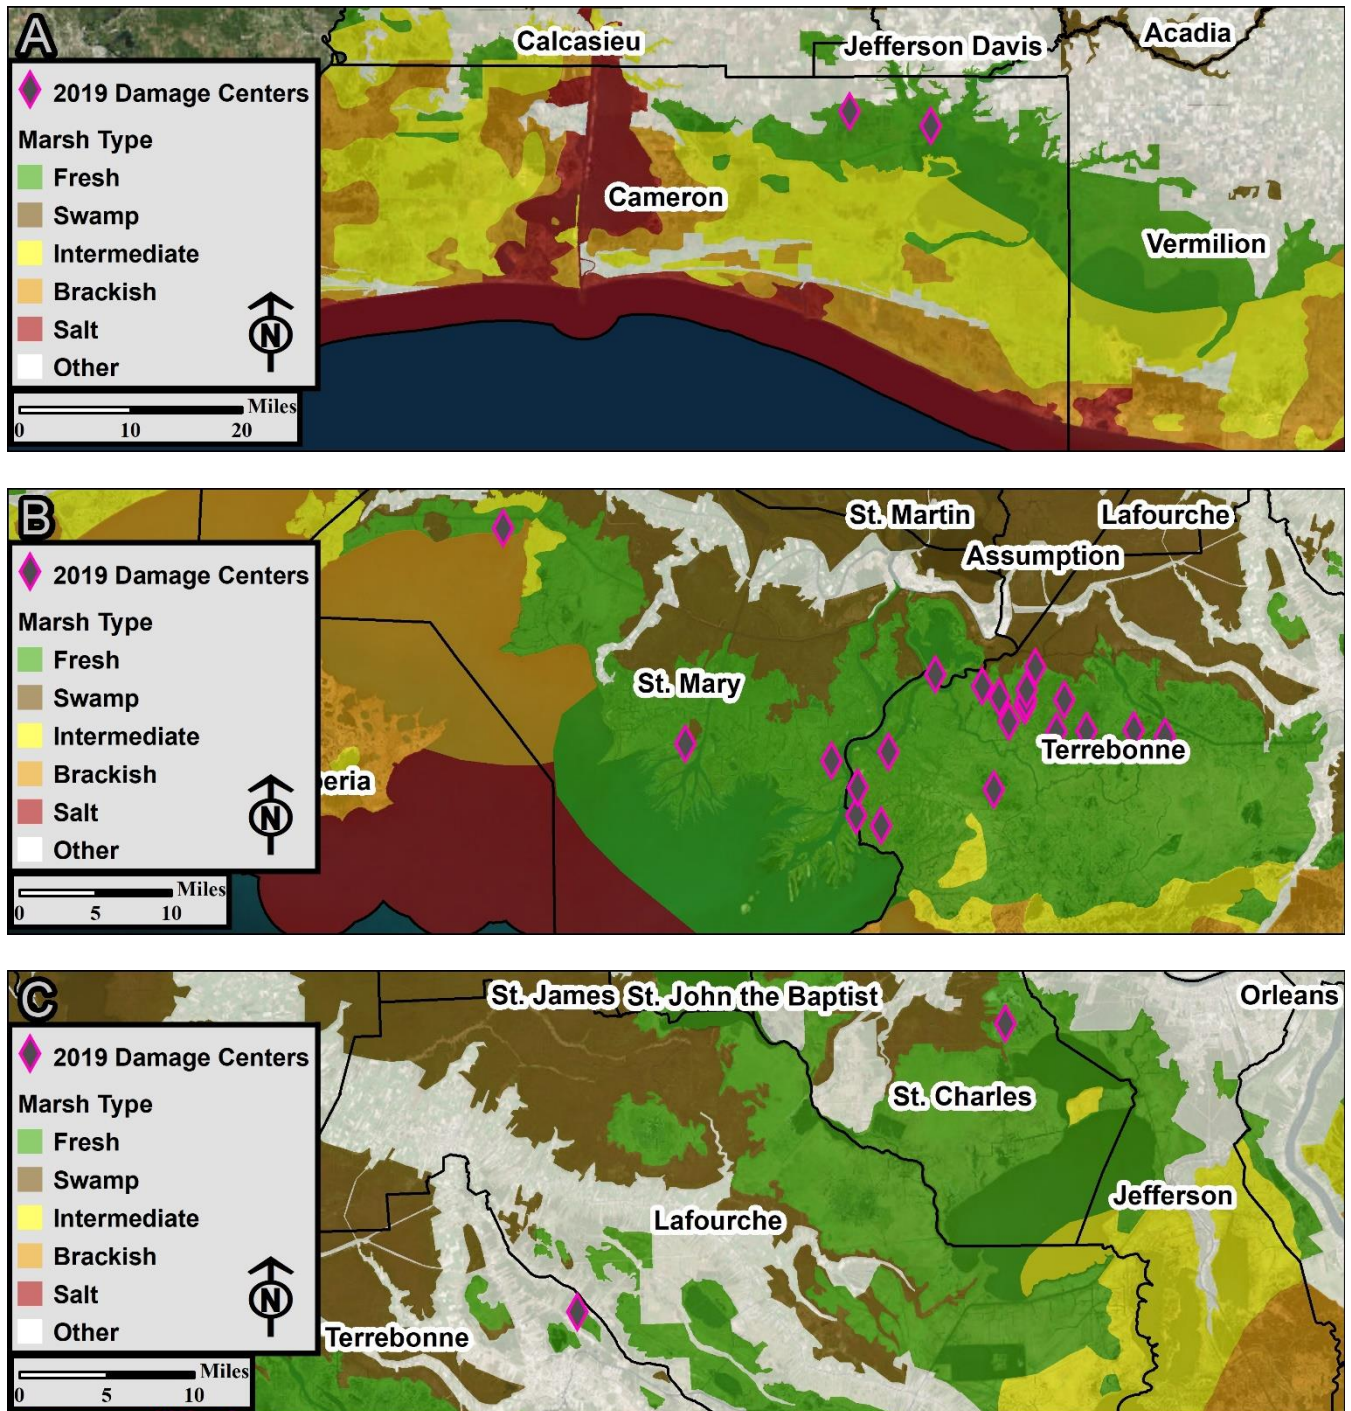 A
Calcasieu
Jefferson Davis
Acadia
2019 Damage Centers
Marsh Type
Fresh
Swamp
Intermediate
Brackish
Salt
Other
N
Miles
0 10 20
Cameron
Vermilion
B
St. Martin
Lafourche
Assumption
2019 Damage Centers
Marsh Type
Fresh
Swamp
Intermediate
Brackish
Salt
Other
N
Miles
0 5 10
St. Mary
Terrebonne
beria
C
St. James
St. John the Baptist
Orleans
2019 Damage Centers
Marsh Type
Fresh
Swamp
Intermediate
Brackish
Salt
Other
N
Miles
0 5 10
St. Charles
Jefferson
Lafourche
Terrebonne